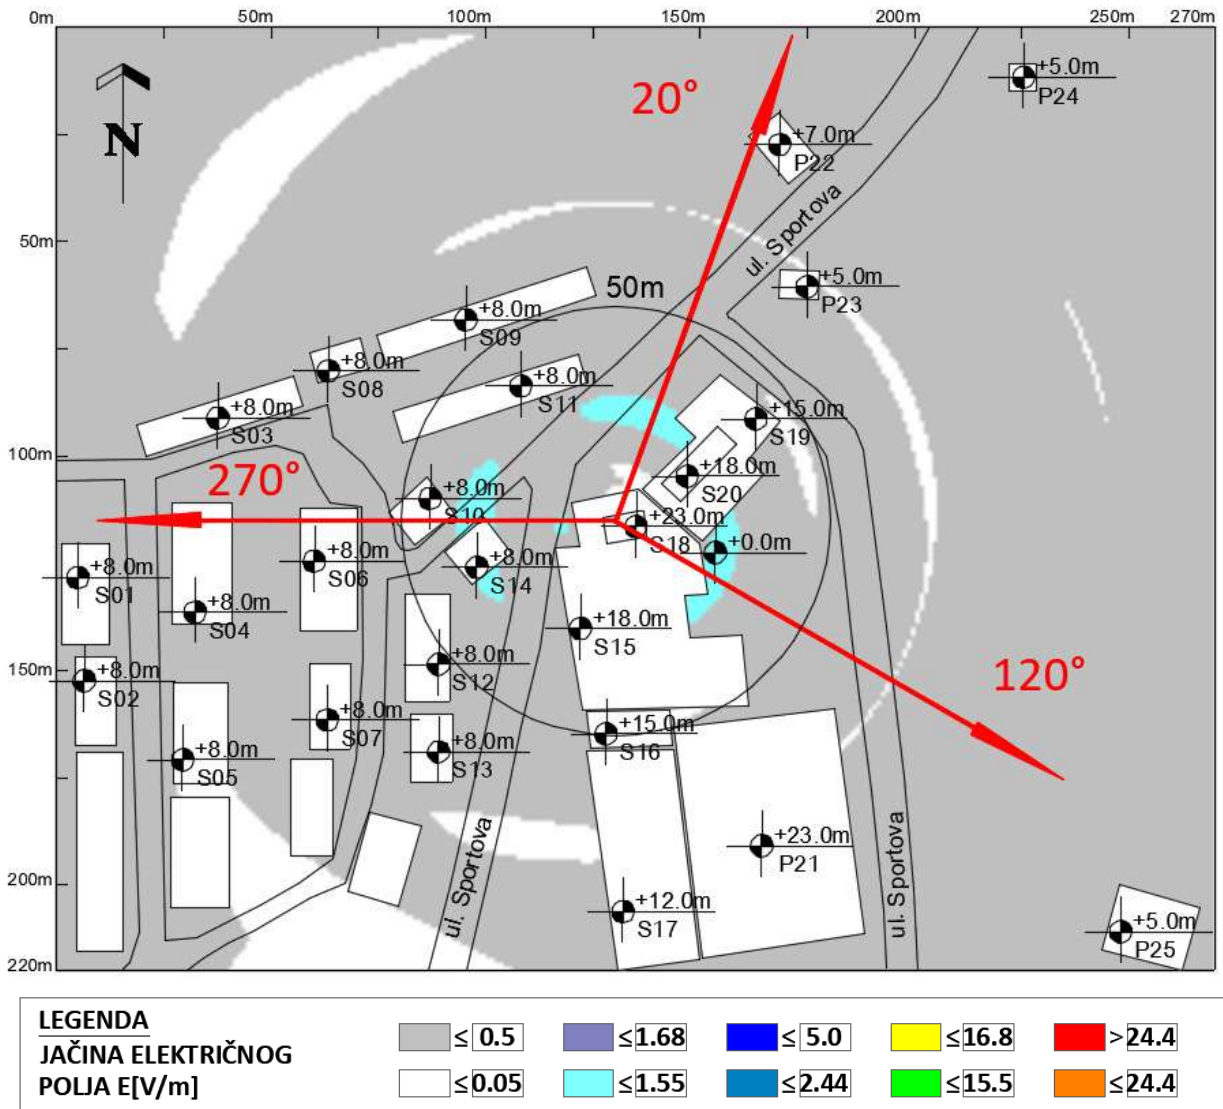 0m 50m 100m 150m 200m 250m 270m
N
20°
+5.0m
P24
+7.0m
P22
ul. Sportova
50m
+5.0m
P23
50m
+8.0m
S09
+8.0m
S08
+8.0m
S11
+8.0m
S03
+15.0m
S19
100m
270°
+18.0m
S20
+8.0m
S10
+23.0m
S18
+0.0m
+8.0m
S06
+8.0m
S14
+8.0m
S01
+8.0m
S04
+18.0m
S15
150m
+8.0m
S02
+8.0m
S12
120°
+8.0m
S07
+15.0m
S16
+8.0m
S05
+8.0m
S13
ul. Sportova
+23.0m
P21
ul. Sportova
200m
+12.0m
S17
+5.0m
P25
220m
LEGENDA
JAČINA ELEKTRIČNOG
POLJA E[V/m]
≤ 0.5 ≤1.68 ≤ 5.0 ≤16.8 >24.4
≤0.05 ≤1.55 ≤2.44 ≤15.5 ≤24.4